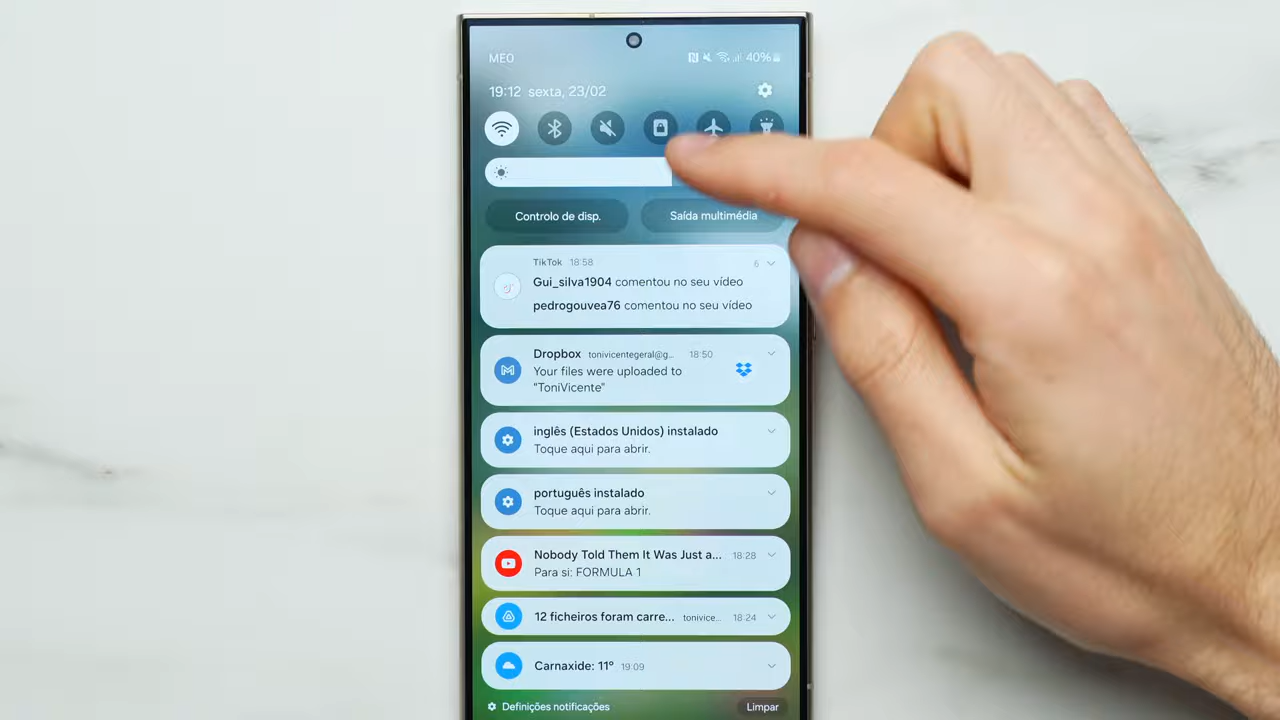 MEO 40%
19:12 sexta, 23/02
Controlo de disp. Saída multimédia
TikTok 18:58 6
Gui_silva1904 comentou no seu vídeo
pedrogouvea76 comentou no seu vídeo
Dropbox tonivicentegeral@g... 18:50
Your files were uploaded to
"ToniVicente"
inglês (Estados Unidos) instalado
Toque aqui para abrir.
português instalado
Toque aqui para abrir.
Nobody Told Them It Was Just a... 18:28
Para si: FORMULA 1
12 ficheiros foram carre... tonivice... 18:24
Carnaxide: 11° 19:09
Definições notificações Limpar